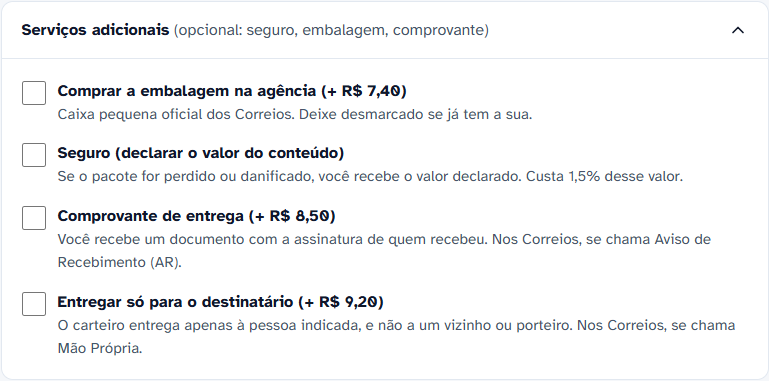 Serviços adicionais (opcional: seguro, embalagem, comprovante)
Comprar a embalagem na agência (+ R$ 7,40)
Caixa pequena oficial dos Correios. Deixe desmarcado se já tem a sua.
Seguro (declarar o valor do conteúdo)
Se o pacote for perdido ou danificado, você recebe o valor declarado. Custa 1,5% desse valor.
Comprovante de entrega (+ R$ 8,50)
Você recebe um documento com a assinatura de quem recebeu. Nos Correios, se chama Aviso de
Recebimento (AR).
Entregar só para o destinatário (+ R$ 9,20)
O carteiro entrega apenas à pessoa indicada, e não a um vizinho ou porteiro. Nos Correios, se chama
Mão Própria.